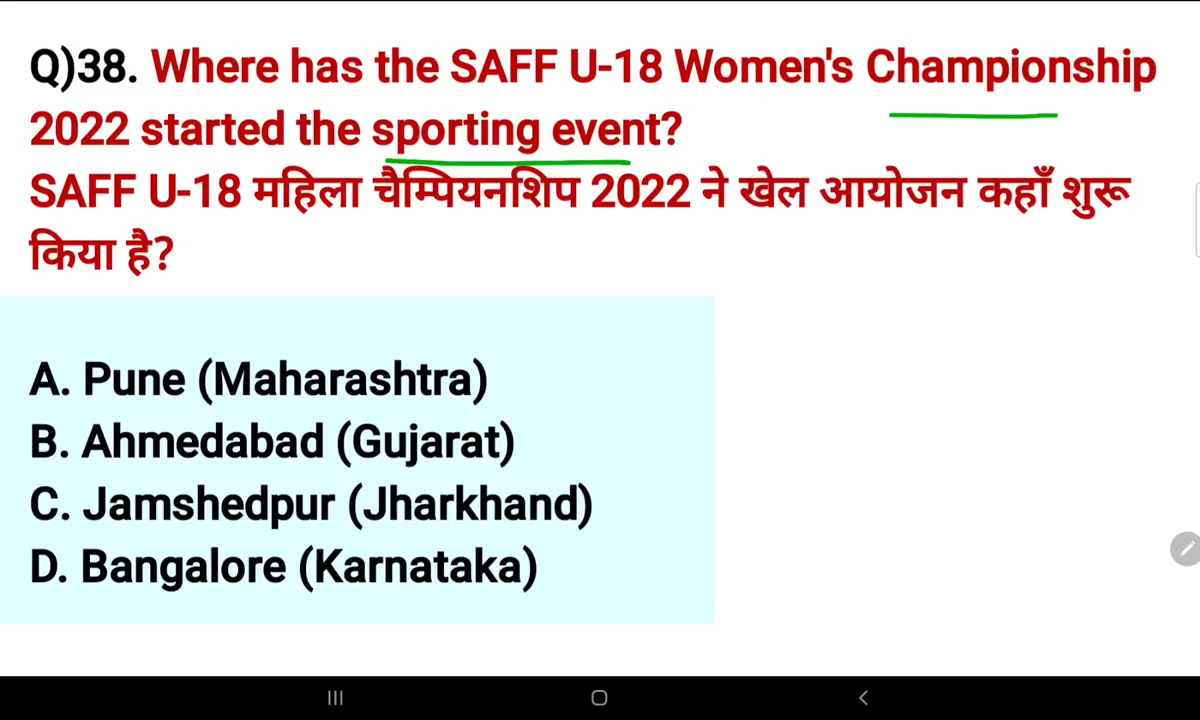 Q)38. Where has the SAFF U-18 Women's Championship
2022 started the sporting event?
SAFF U-18 महिला चैम्पियनशिप 2022 ने खेल आयोजन कहाँ शुरू
किया है?
A. Pune (Maharashtra)
B. Ahmedabad (Gujarat)
C. Jamshedpur (Jharkhand)
D. Bangalore (Karnataka)